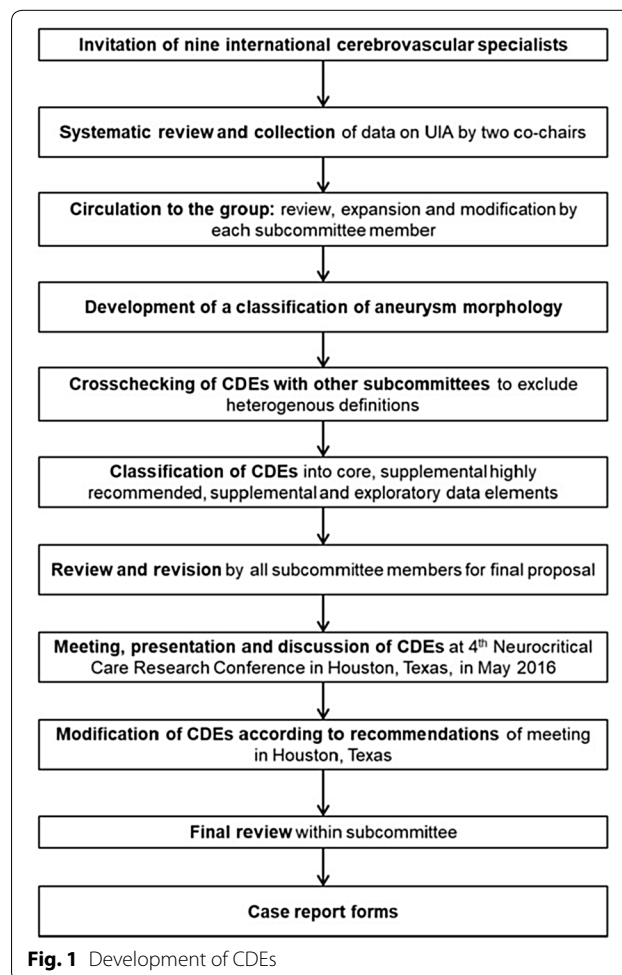 Invitation of nine international cerebrovascular specialists
Systematic review and collection of data on UIA by two co-chairs
Circulation to the group: review, expansion and modification by
each subcommittee member
Development of a classification of aneurysm morphology
Crosschecking of CDEs with other subcommittees to exclude
heterogenous definitions
Classification of CDEs into core, supplemental highly
recommended, supplemental and exploratory data elements
Review and revision by all subcommittee members for final proposal
Meeting, presentation and discussion of CDEs at 4th Neurocritical
Care Research Conference in Houston, Texas, in May 2016
Modification of CDEs according to recommendations of meeting
in Houston, Texas
Final review within subcommittee
Case report forms
Fig. 1 Development of CDEs